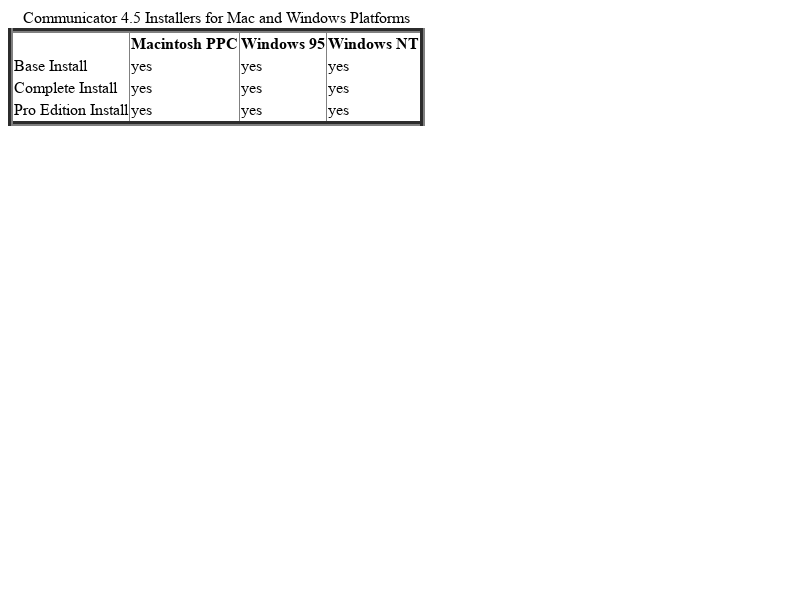 Communicator 4.5 Installers for Mac and Windows Platforms
Macintosh PPC Windows 95 Windows NT
Base Install yes yes yes
Complete Install yes yes yes
Pro Edition Install yes yes yes